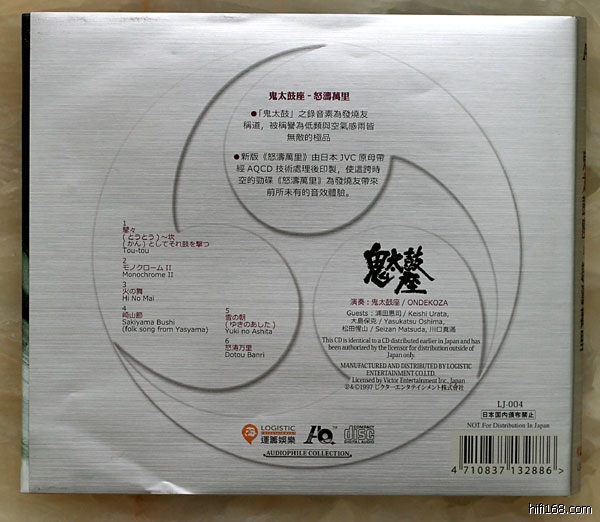 鬼太鼓座 - 怒濤萬里
●「鬼太鼓」之錄音素為發燒友
稱道，被稱譽為低頻與空氣感兩皆
無敵的極品
●新版《怒濤萬里》由日本 JVC 原母帶
經 AQCD 技術處理後印製，使這跨時
空的勁碟《怒濤萬里》為發燒友帶來
前所未有的音效體驗。
1
鼕々
(とうとう)～坎
(かん)としてそれ鼓を撃つ
Tou-tou
2
モノクローム II
Monochrome II
3
火の舞
Hi No Mai
4
崎山節
Sakiyama Bushi
(folk song from Yasyama)
5
雪の朝
(ゆきのあした)
Yuki no Ashita
6
怒涛万里
Dotou Banri
鬼太鼓座
演奏：鬼太鼓座 / ONDEKOZA
Guests：浦田恵司 / Keishi Urata,
大島保克 / Yasukatsu Oshima,
松田惺山 / Seizan Matsuda, 川口真満
This CD is identical to a CD distributed earlier in Japan and has
been authorized by the licensor for distribution outside of
Japan only.
MANUFACTURED AND DISTRIBUTED BY LOGISTIC
ENTERTAINMENT CO.LTD.
Licensed by Victor Entertainment Inc, Japan
℗&©1997 ビクターエンタテインメント株式会社
LJ-004
日本国内頒布禁止
NOT For Distribution In Japan
LOGISTIC
運籌娛樂
COMPACT
disc
DIGITAL AUDIO
AUDIOPHILE COLLECTION
4 710837 132886 >
hifi168.com